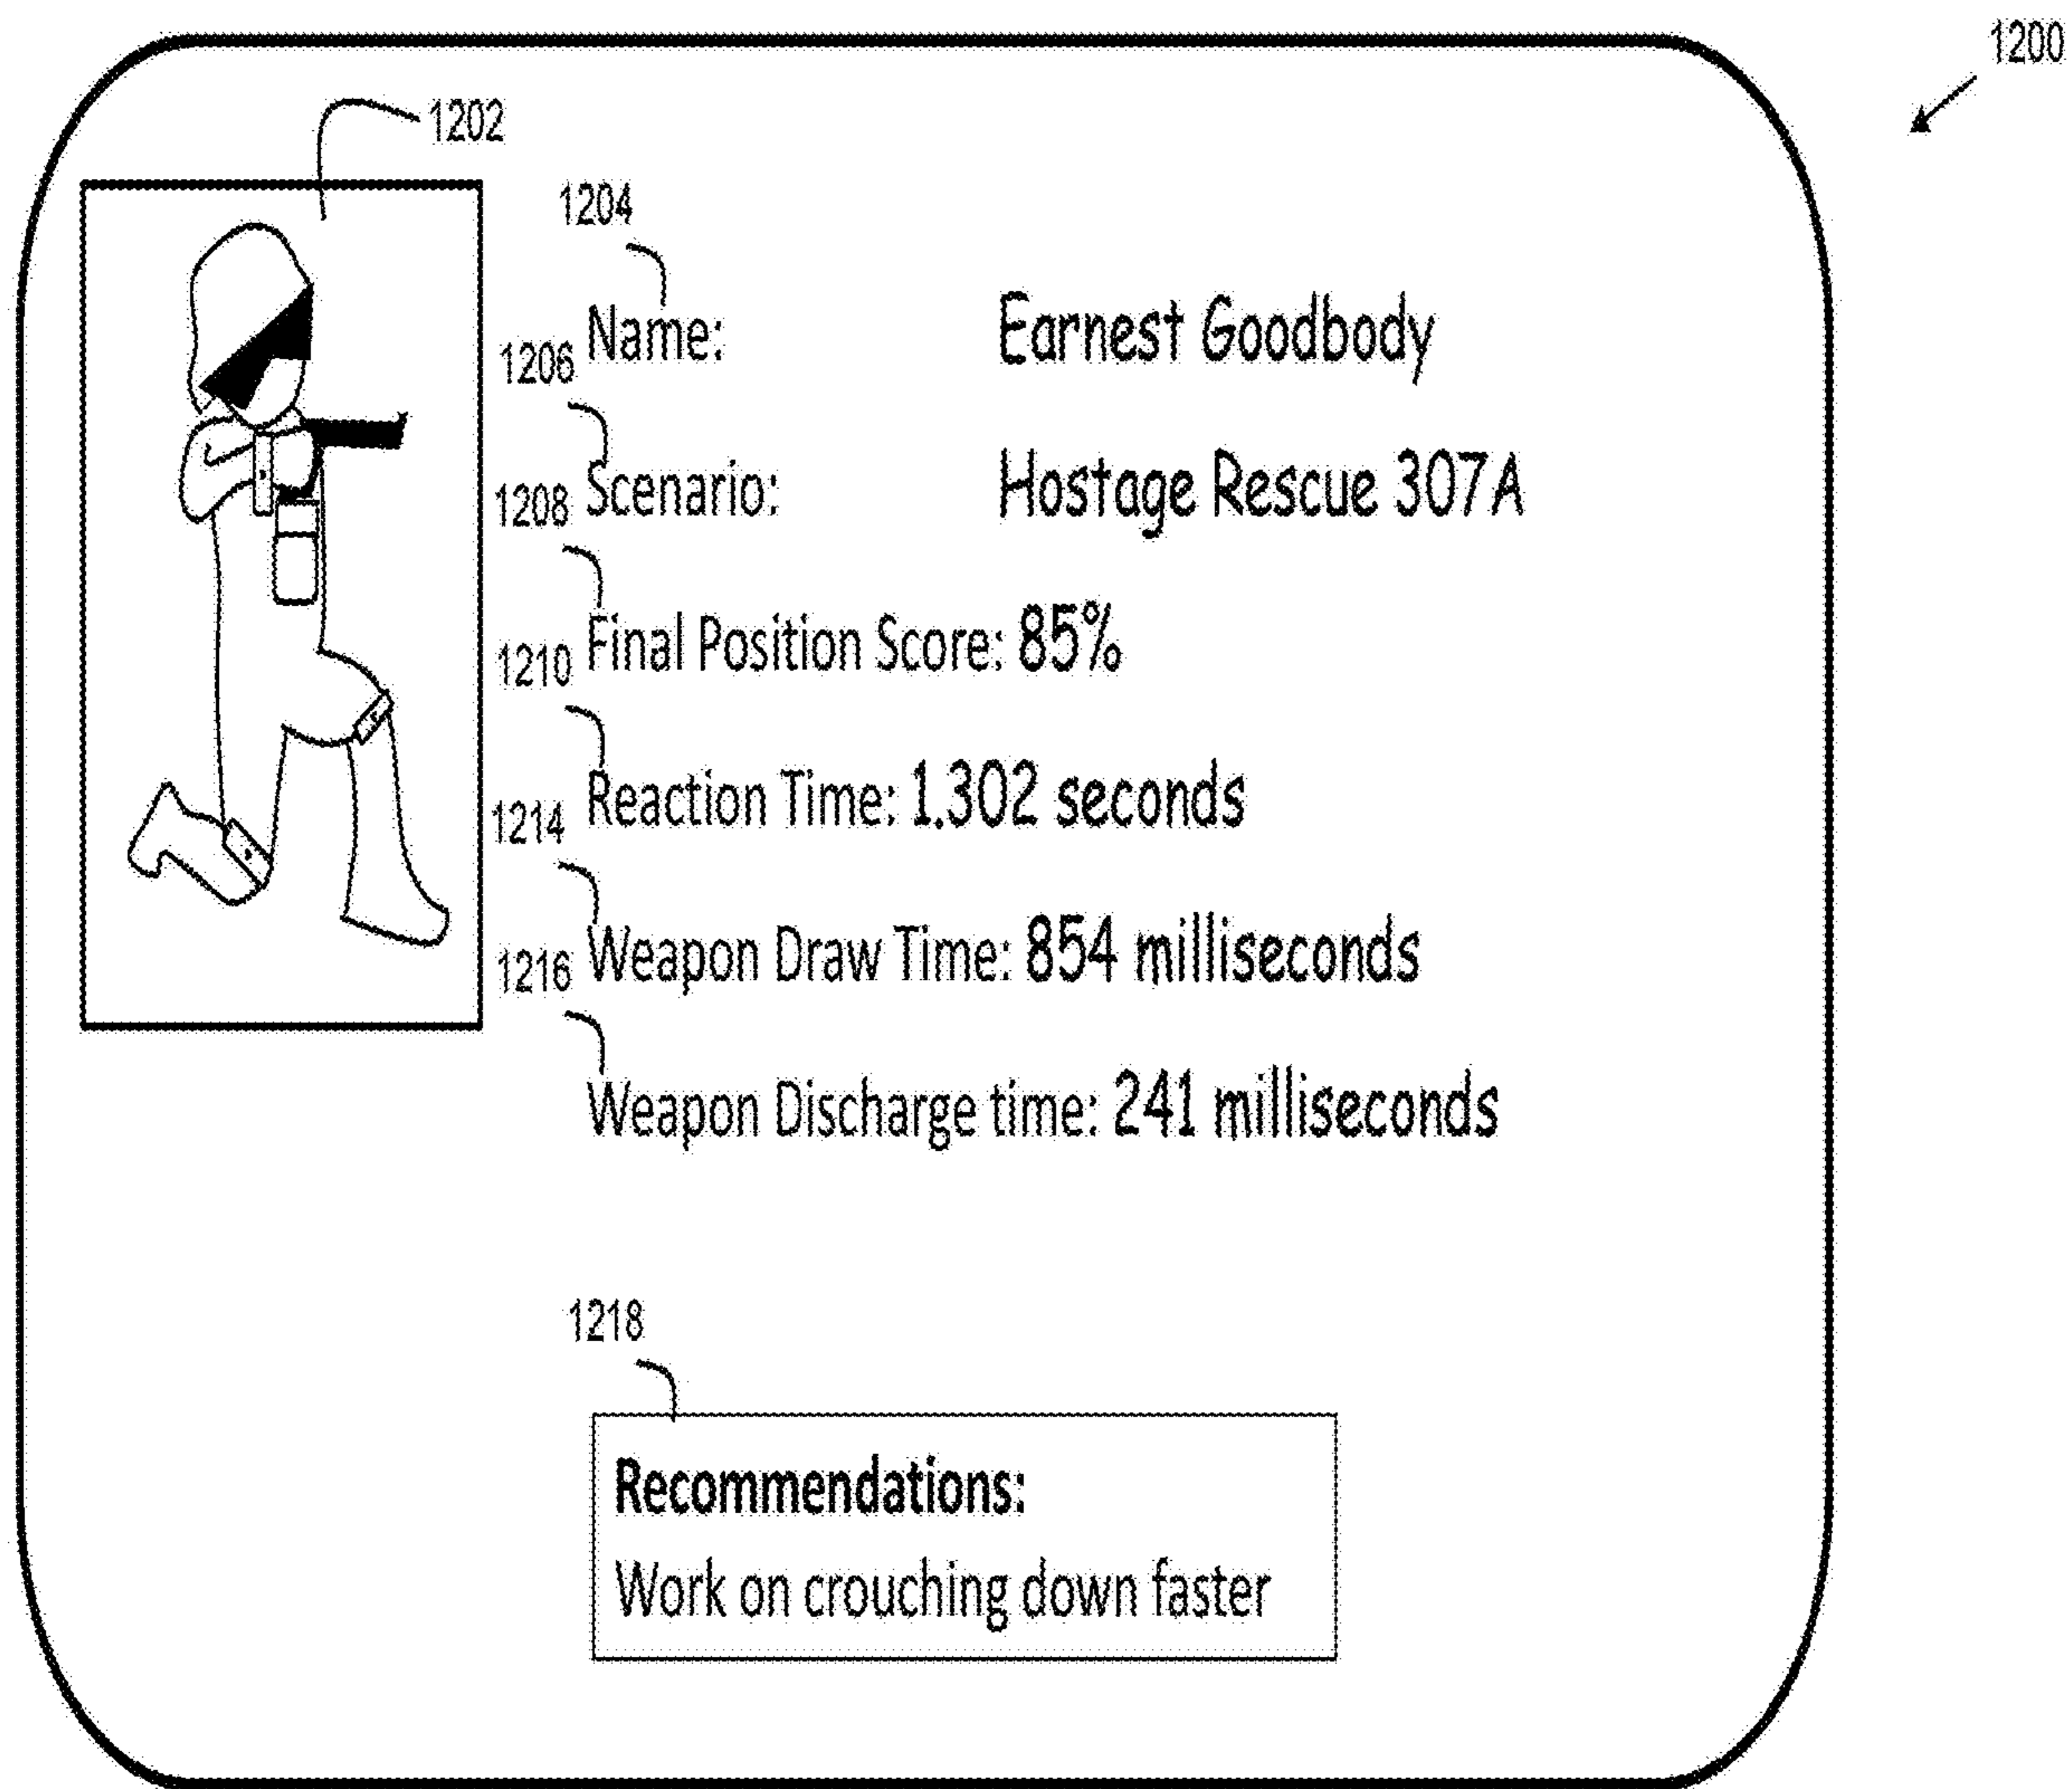 1200
1202
1204
Name: Earnest Goodbody
1206
Scenario: Hostage Rescue 307A
1208
Final Position Score: 85%
1210
Reaction Time: 1.302 seconds
1214
Weapon Draw Time: 854 milliseconds
1216
Weapon Discharge time: 241 milliseconds
1218
Recommendations:
Work on crouching down faster